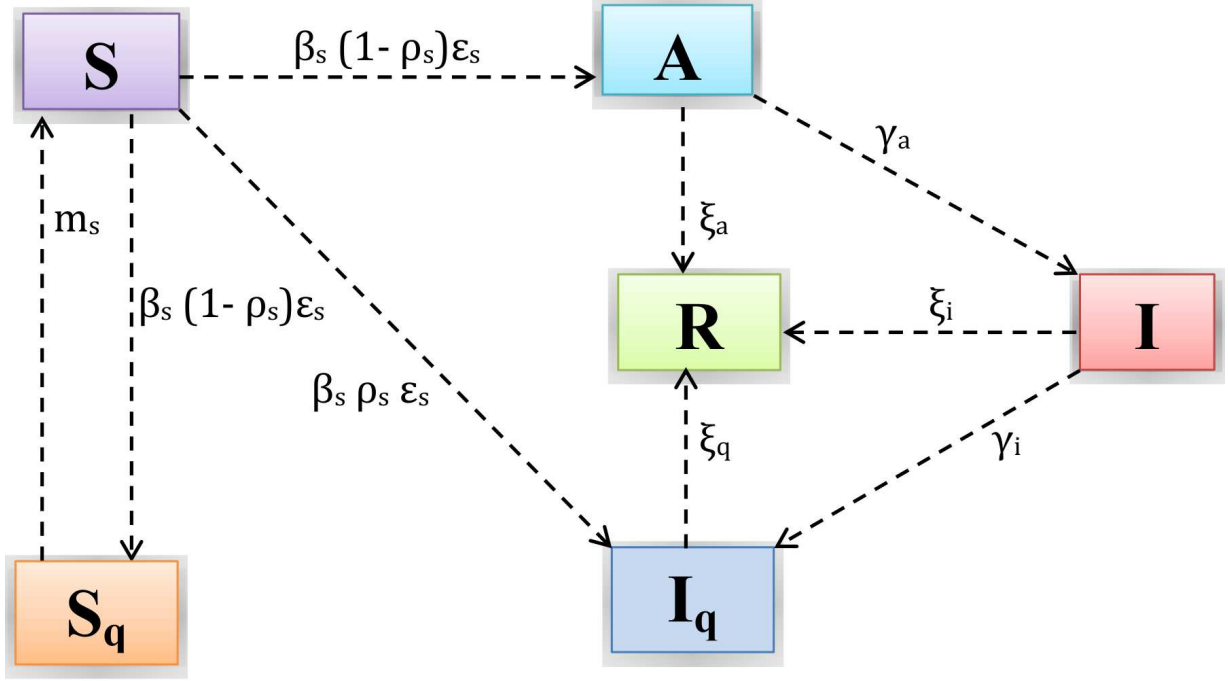 S
βₛ (1- ρₛ)εₛ
A
γₐ
mₛ
ξₐ
βₛ (1- ρₛ)εₛ
R
ξᵢ
I
βₛ ρₛ εₛ
ξq
γᵢ
Sq
Iq